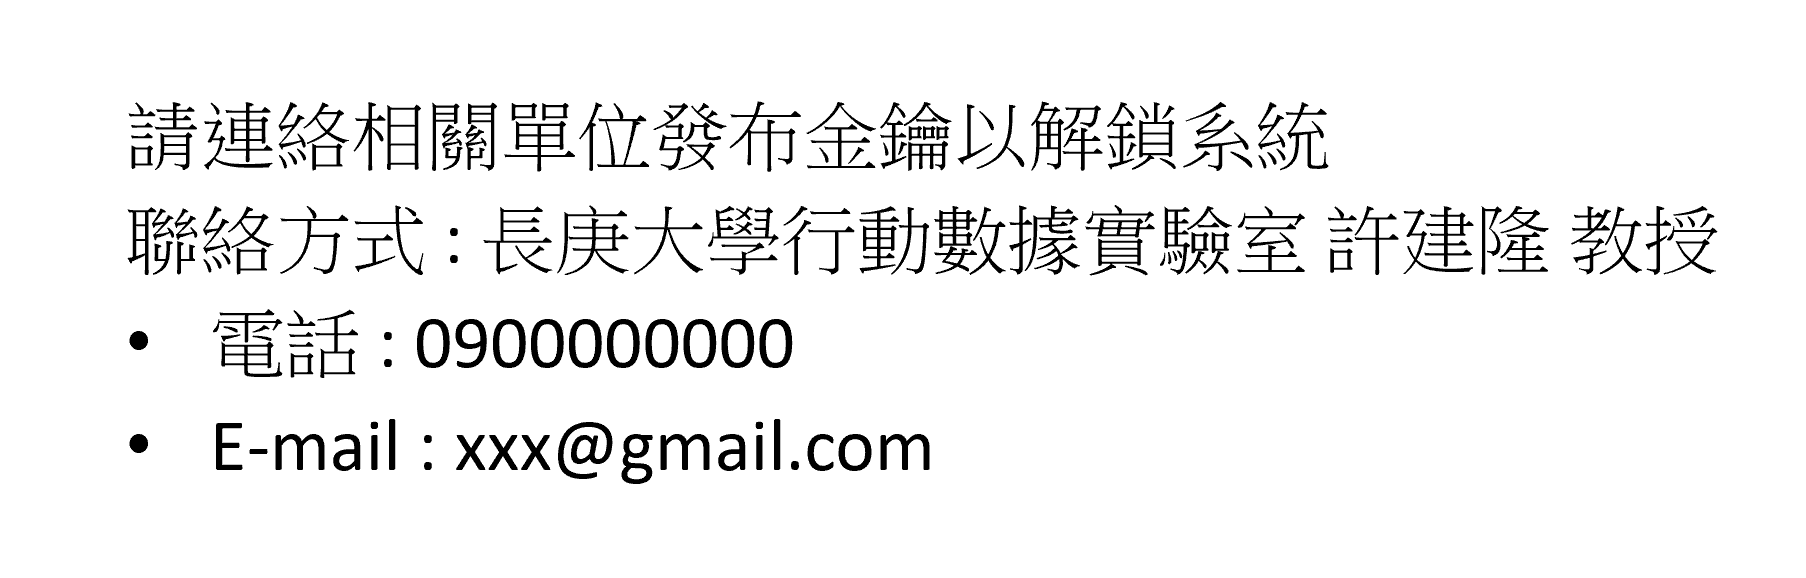 請連絡相關單位發布金鑰以解鎖系統
聯絡方式 : 長庚大學行動數據實驗室 許建隆 教授
• 電話 : 0900000000
• E-mail : xxx@gmail.com